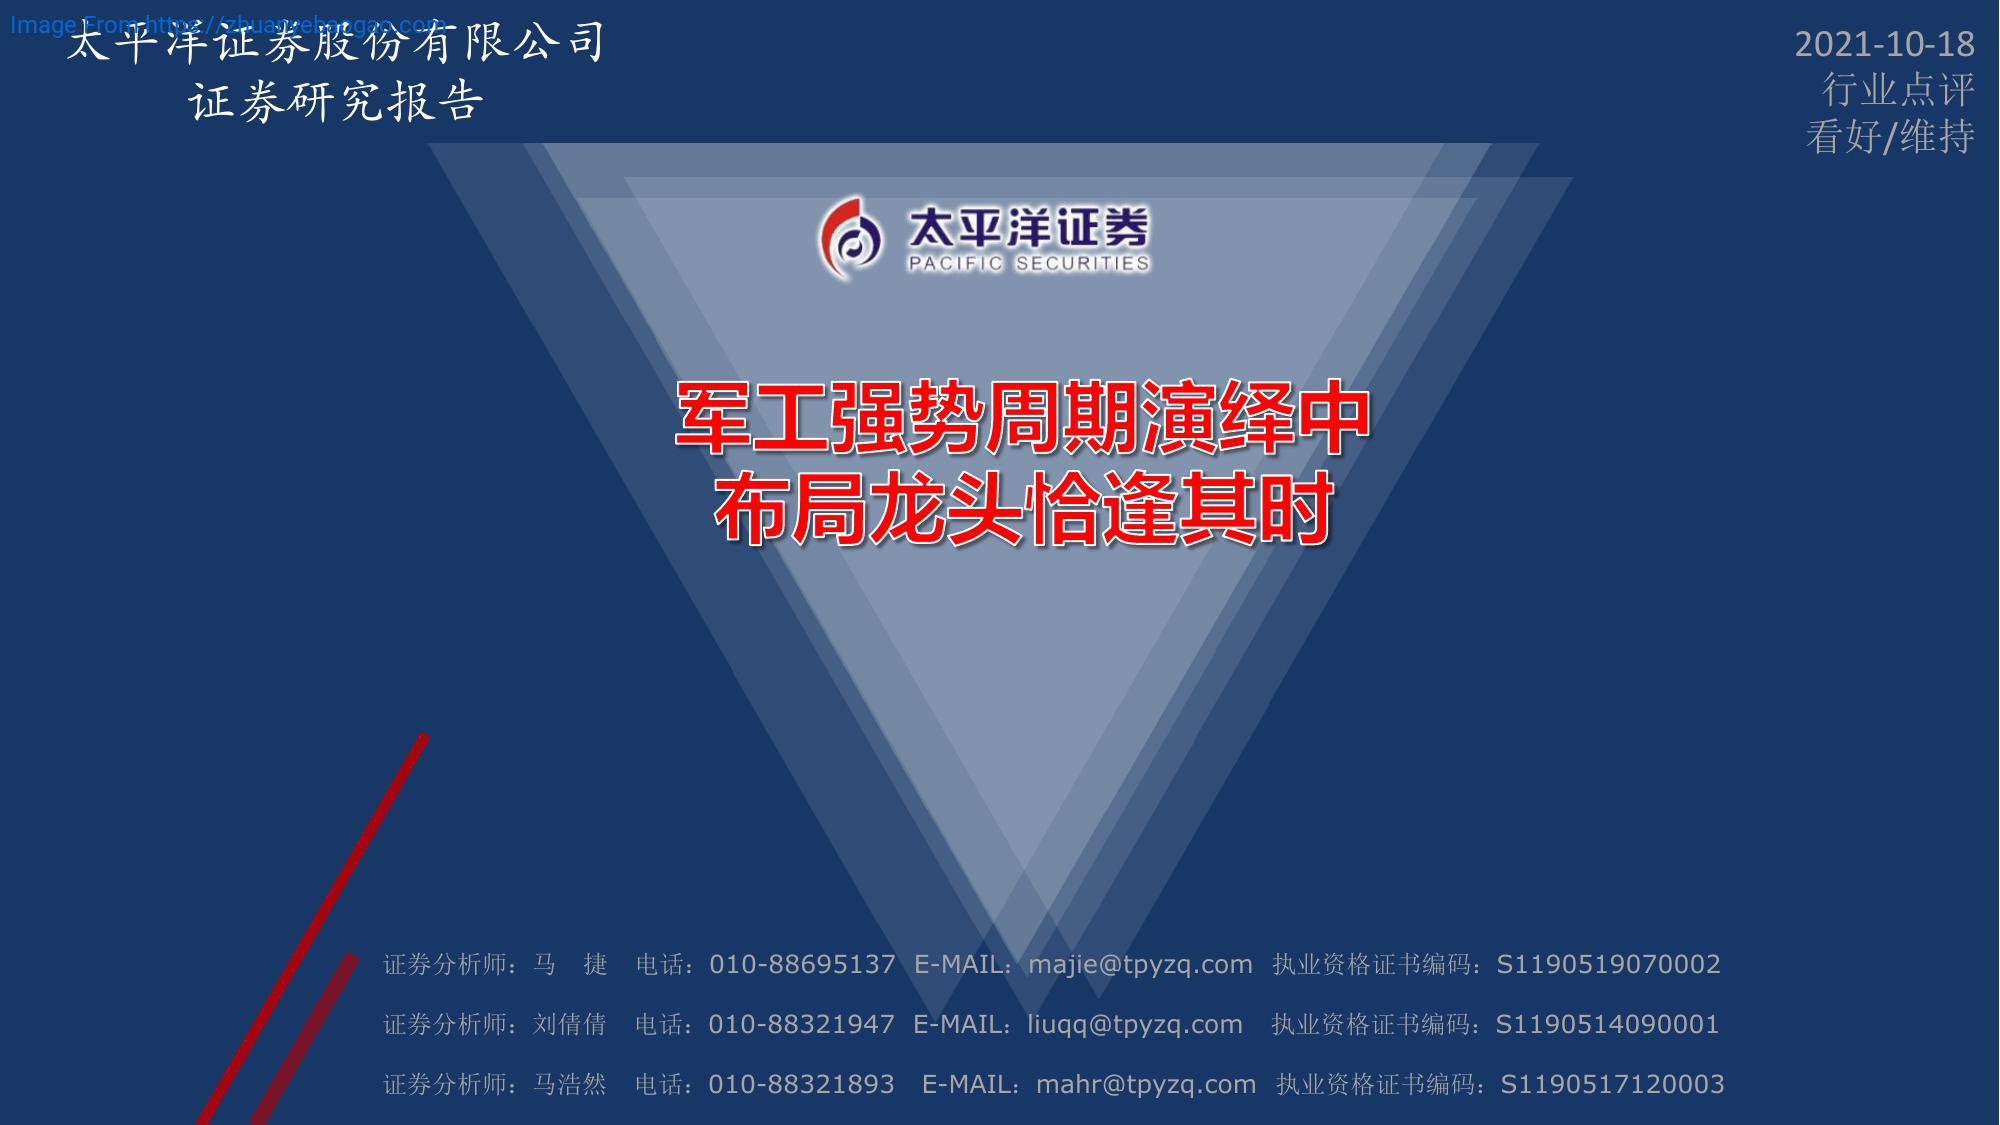 Image From:https://zhuanyebaogao.com
太平洋证券股份有限公司
证券研究报告
2021-10-18
行业点评
看好/维持
太平洋证券
PACIFIC SECURITIES
军工强势周期演绎中
布局龙头恰逢其时
证券分析师：马　捷　电话：010-88695137 E-MAIL：majie@tpyzq.com 执业资格证书编码：S1190519070002
证券分析师：刘倩倩　电话：010-88321947 E-MAIL：liuqq@tpyzq.com　执业资格证书编码：S1190514090001
证券分析师：马浩然　电话：010-88321893　E-MAIL：mahr@tpyzq.com 执业资格证书编码：S1190517120003